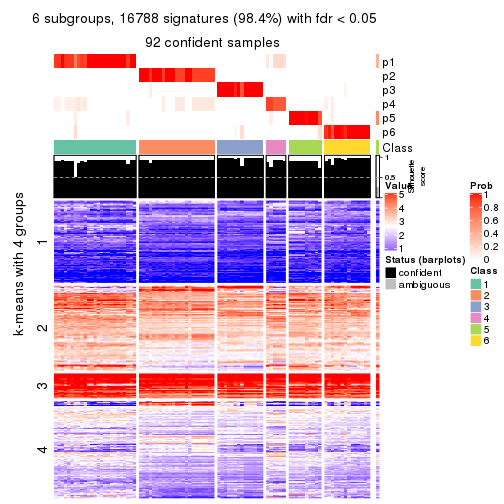 6 subgroups, 16788 signatures (98.4%) with fdr < 0.05
92 confident samples
p1
p2
p3
p4
p5
p6
Class
1
0.5
Silhouette
score
k-means with 4 groups
1
2
3
4
Value
5
4
3
2
1
Status (barplots)
confident
ambiguous
Prob
1
0.8
0.6
0.4
0.2
0
Class
1
2
3
4
5
6